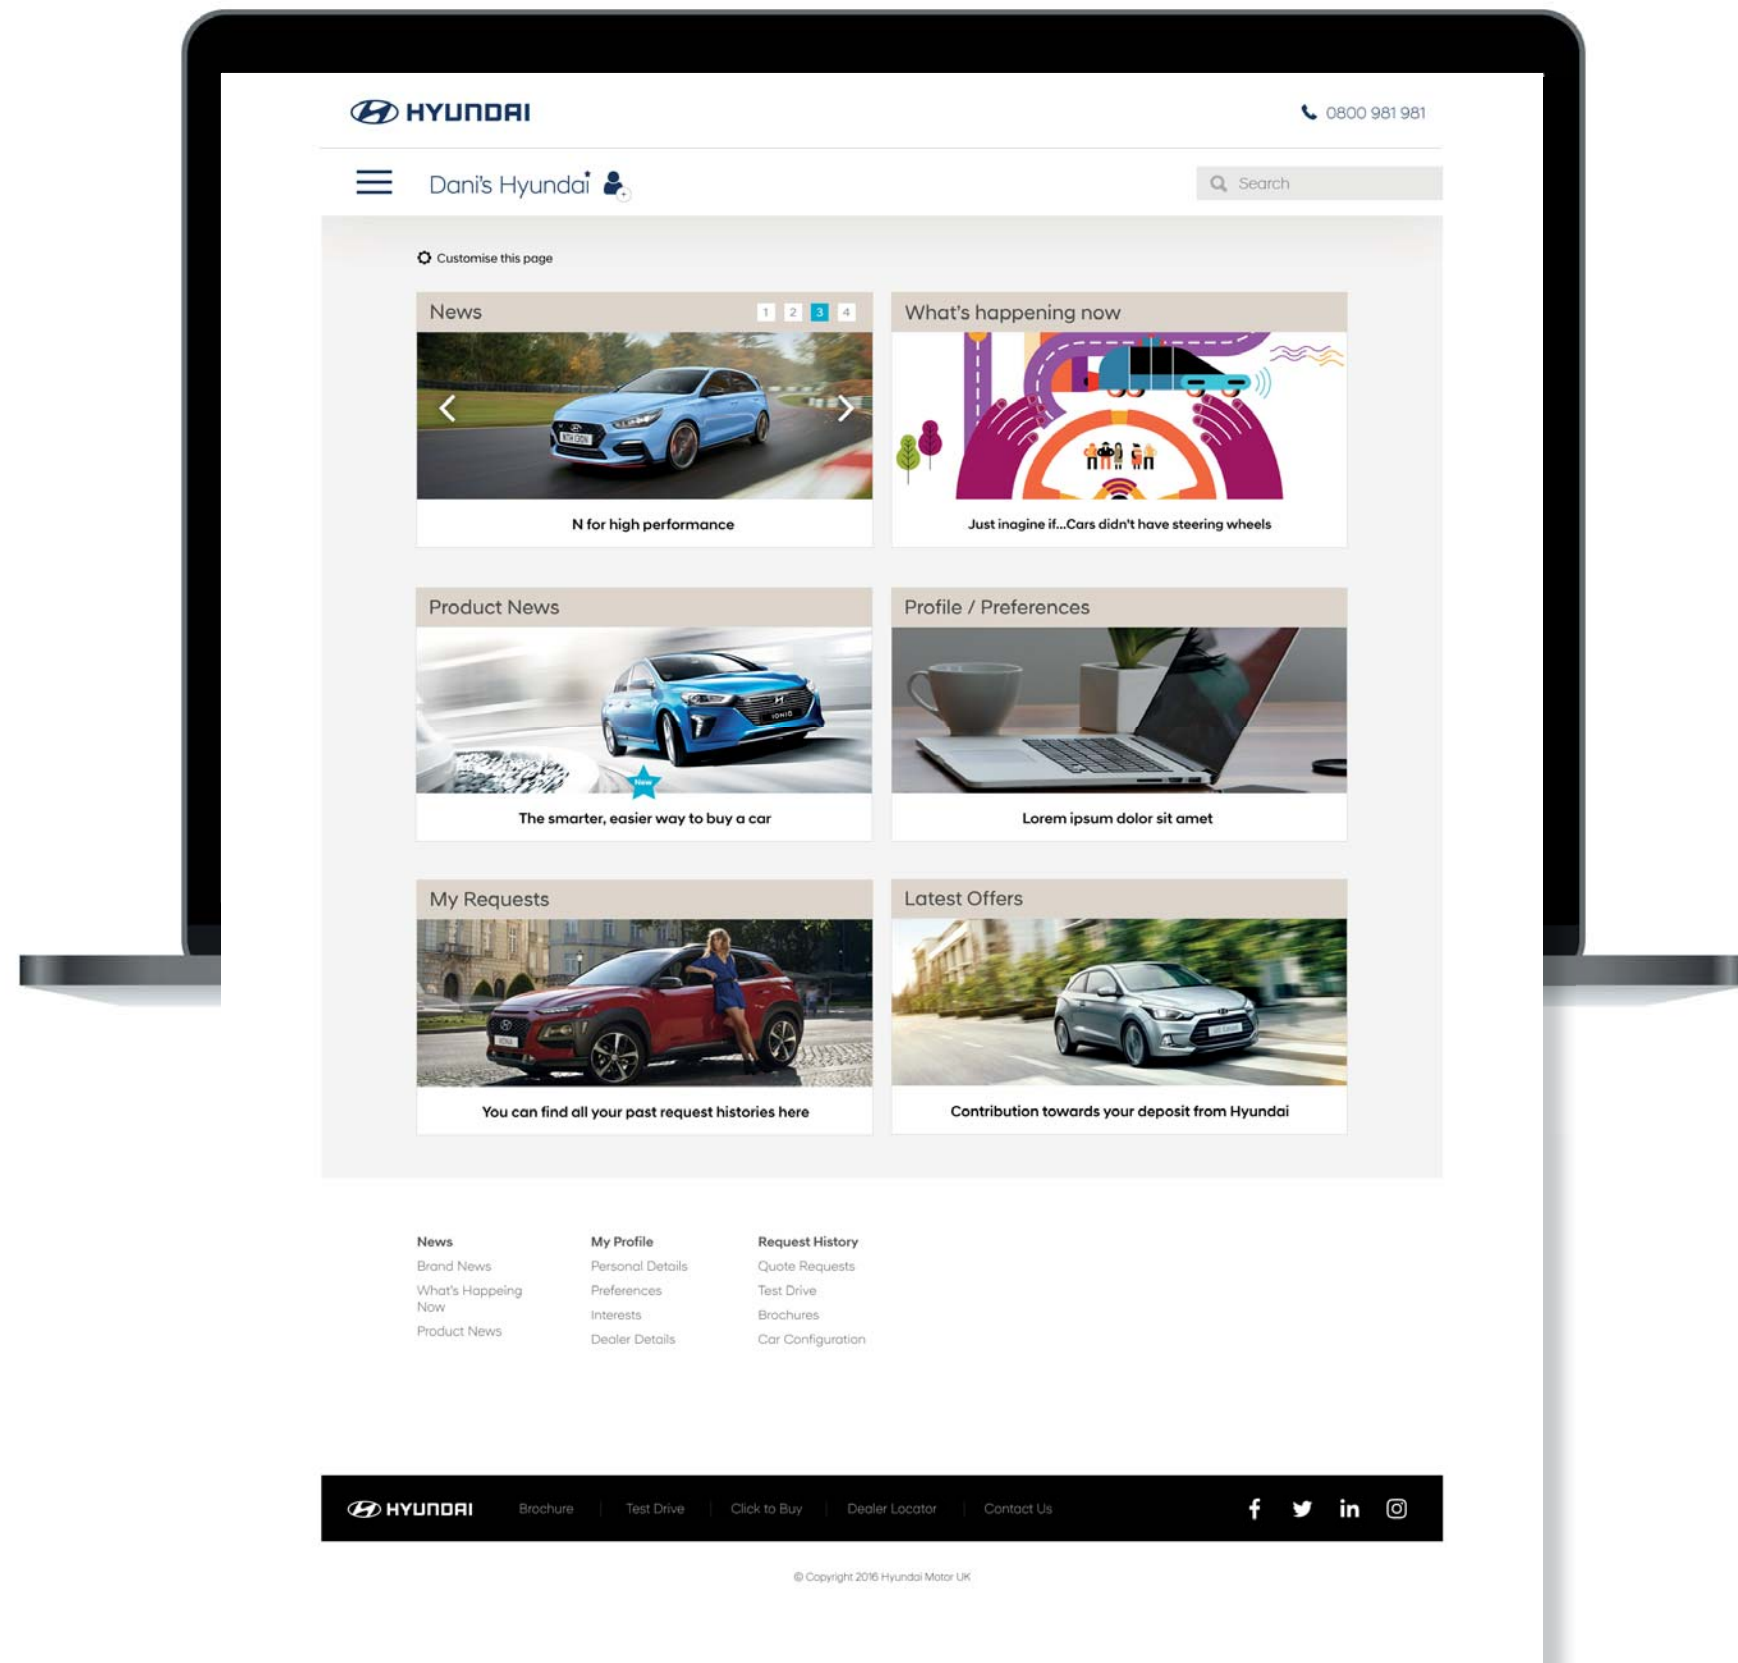 HYUNDAI
0800 981 981
Dani's Hyundai*
Search
Customise this page
News
1 2 3 4
N for high performance
What's happening now
Just inagine if...Cars didn't have steering wheels
Product News
IONIQ
New
The smarter, easier way to buy a car
Profile / Preferences
Lorem ipsum dolor sit amet
My Requests
KONA
You can find all your past request histories here
Latest Offers
Contribution towards your deposit from Hyundai
News
Brand News
What's Happeing
Now
Product News
My Profile
Personal Details
Preferences
Interests
Dealer Details
Request History
Quote Requests
Test Drive
Brochures
Car Configuration
HYUNDAI
Brochure | Test Drive | Click to Buy | Dealer Locator | Contact Us
f in
© Copyright 2016 Hyundai Motor UK